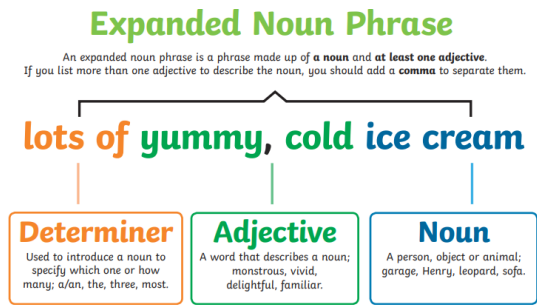 Expanded Noun Phrase
An expanded noun phrase is a phrase made up of a noun and at least one adjective.
If you list more than one adjective to describe the noun, you should add a comma to separate them.
lots of yummy, cold ice cream
Determiner
Used to introduce a noun to
specify which one or how
many; a/an, the, three, most.
Adjective
A word that describes a noun;
monstrous, vivid,
delightful, familiar.
Noun
A person, object or animal;
garage, Henry, leopard, sofa.